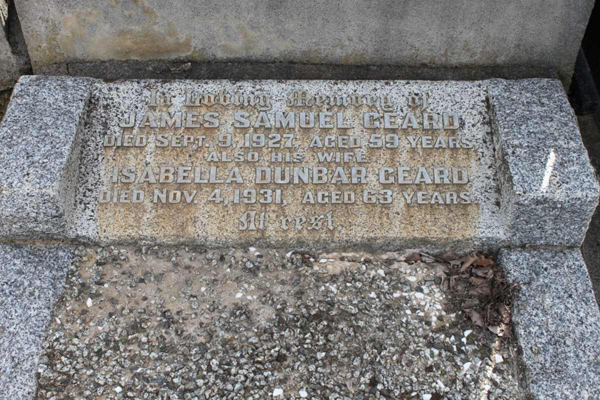 In Loving Memory of
JAMES SAMUEL GEARD
DIED SEPT. 9, 1927, AGED 59 YEARS.
ALSO HIS WIFE
ISABELLA DUNBAR GEARD
DIED NOV. 4, 1931, AGED 63 YEARS.
At rest.